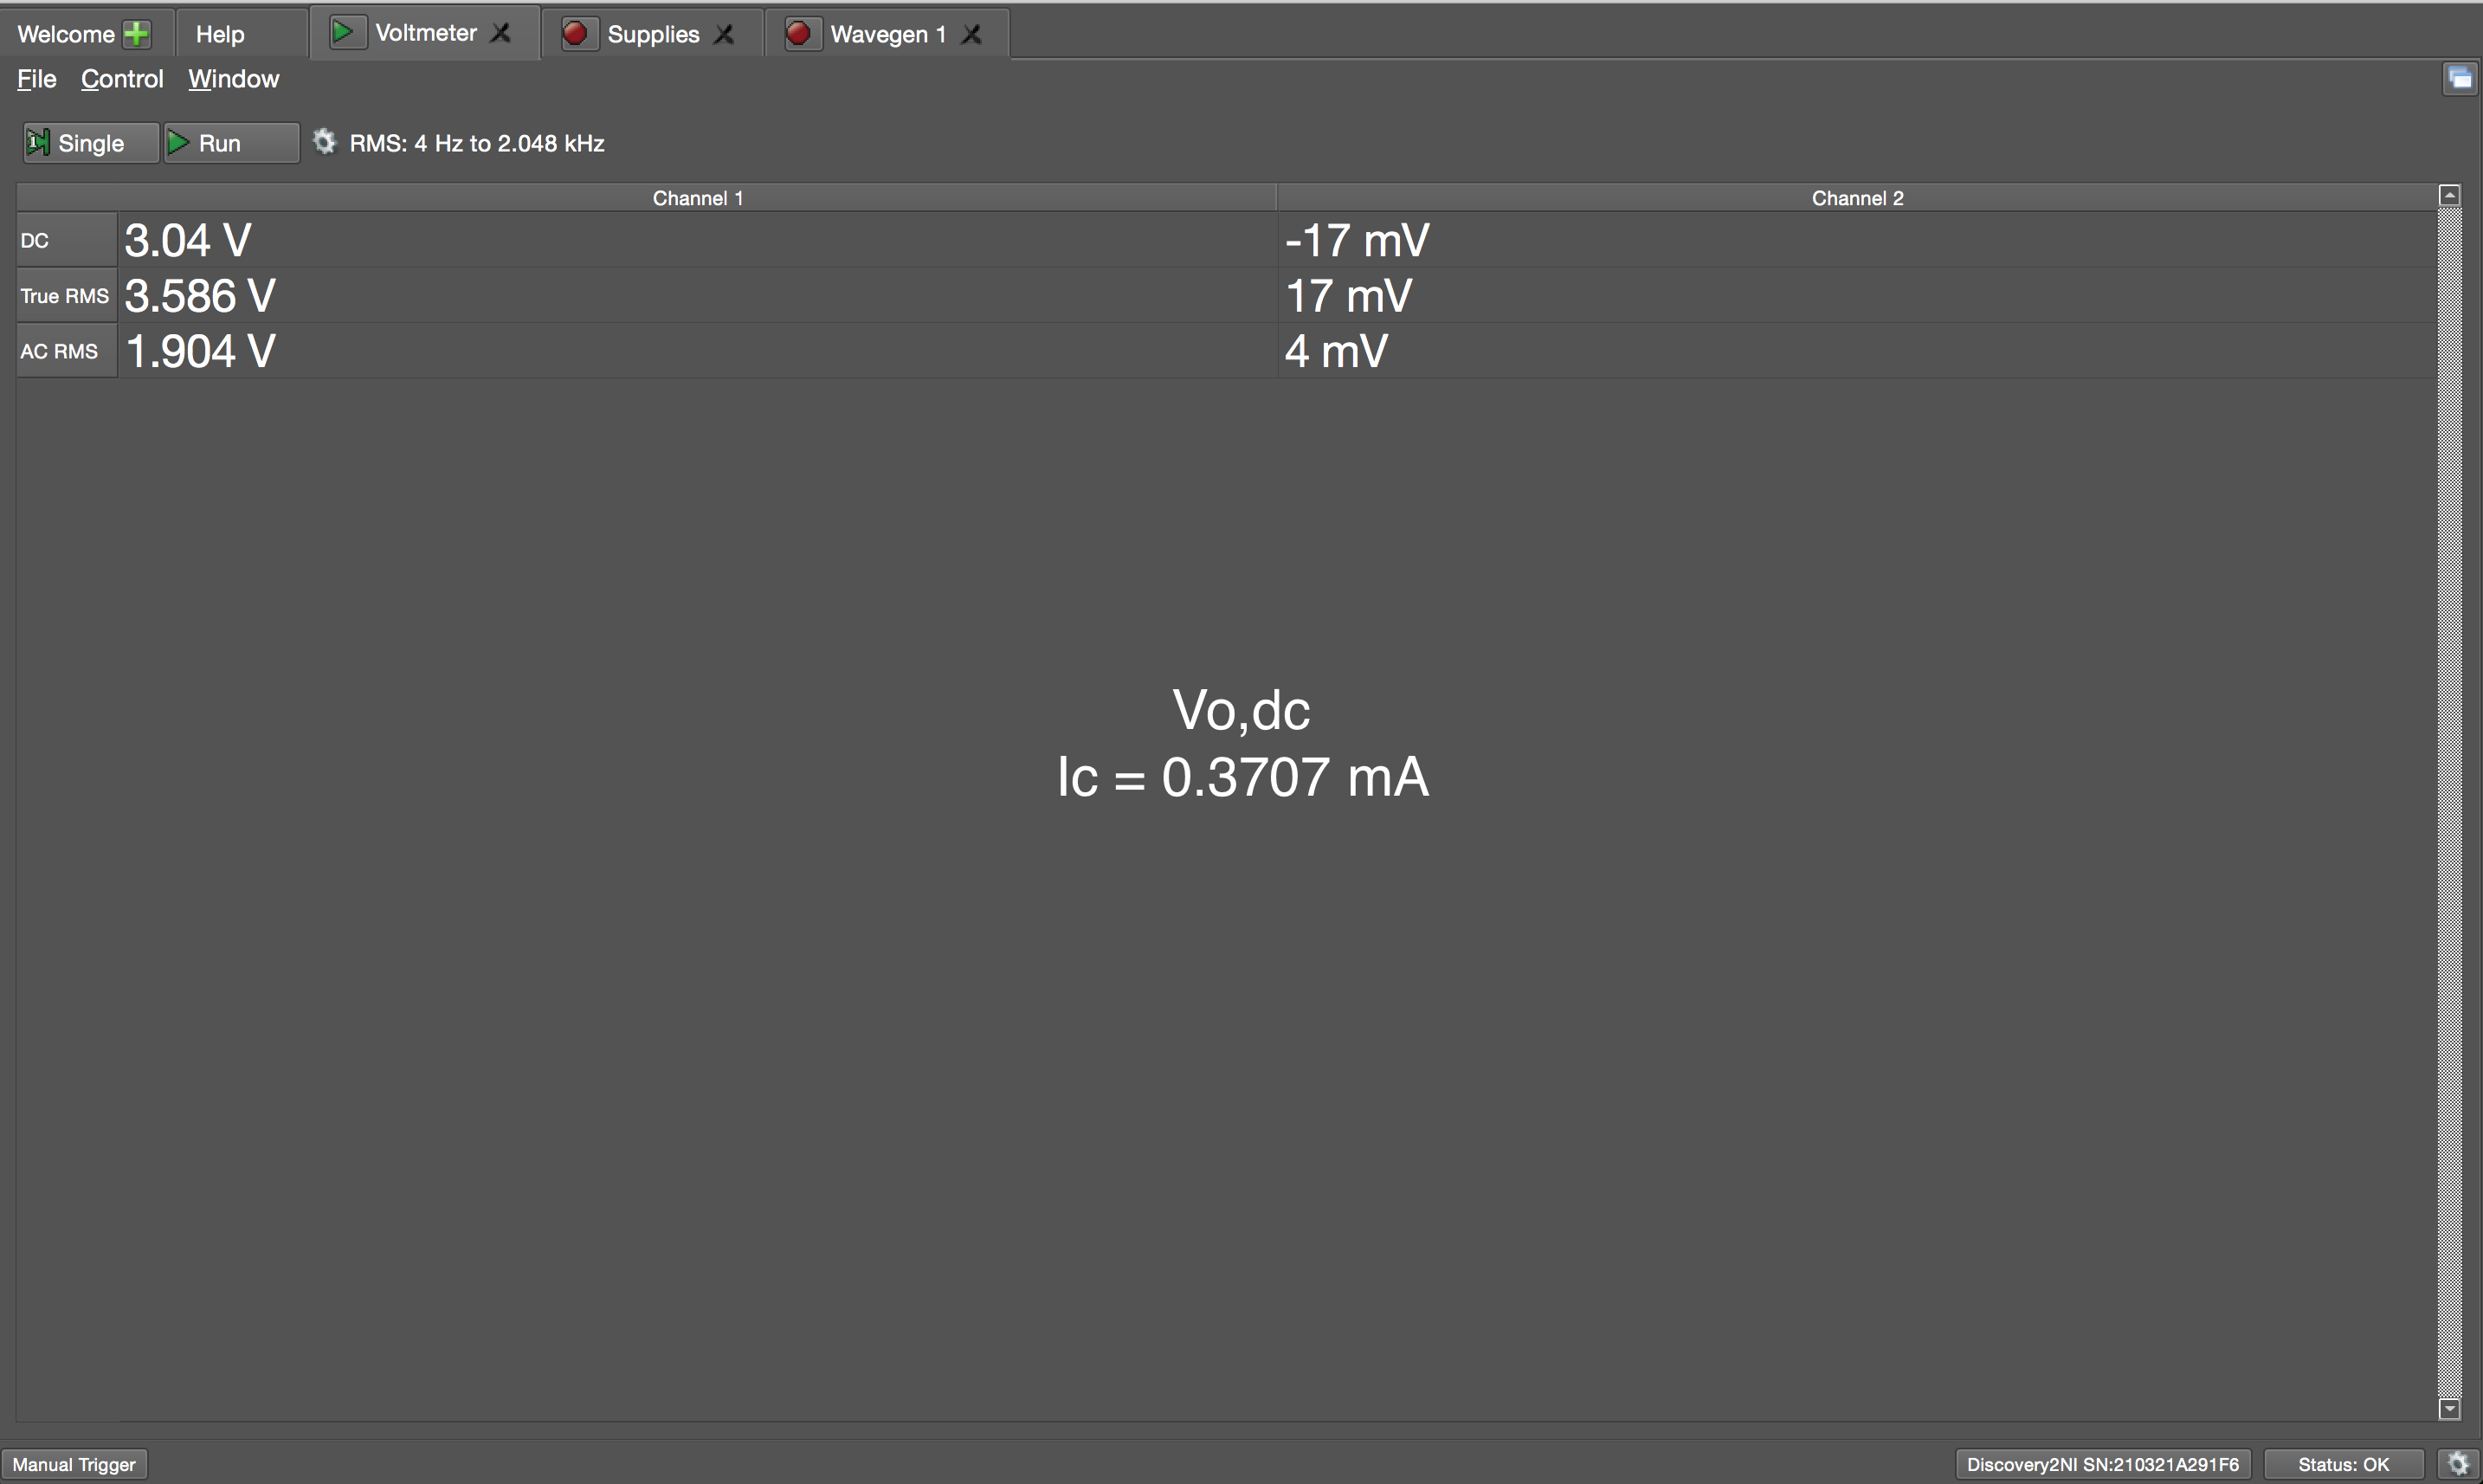 Welcome Help Voltmeter Supplies Wavegen 1
File Control Window
Single Run RMS: 4 Hz to 2.048 kHz
Channel 1 Channel 2
DC 3.04 V -17 mV
True RMS 3.586 V 17 mV
AC RMS 1.904 V 4 mV
Vo,dc
Ic = 0.3707 mA
Manual Trigger Discovery2NI SN:210321A291F6 Status: OK